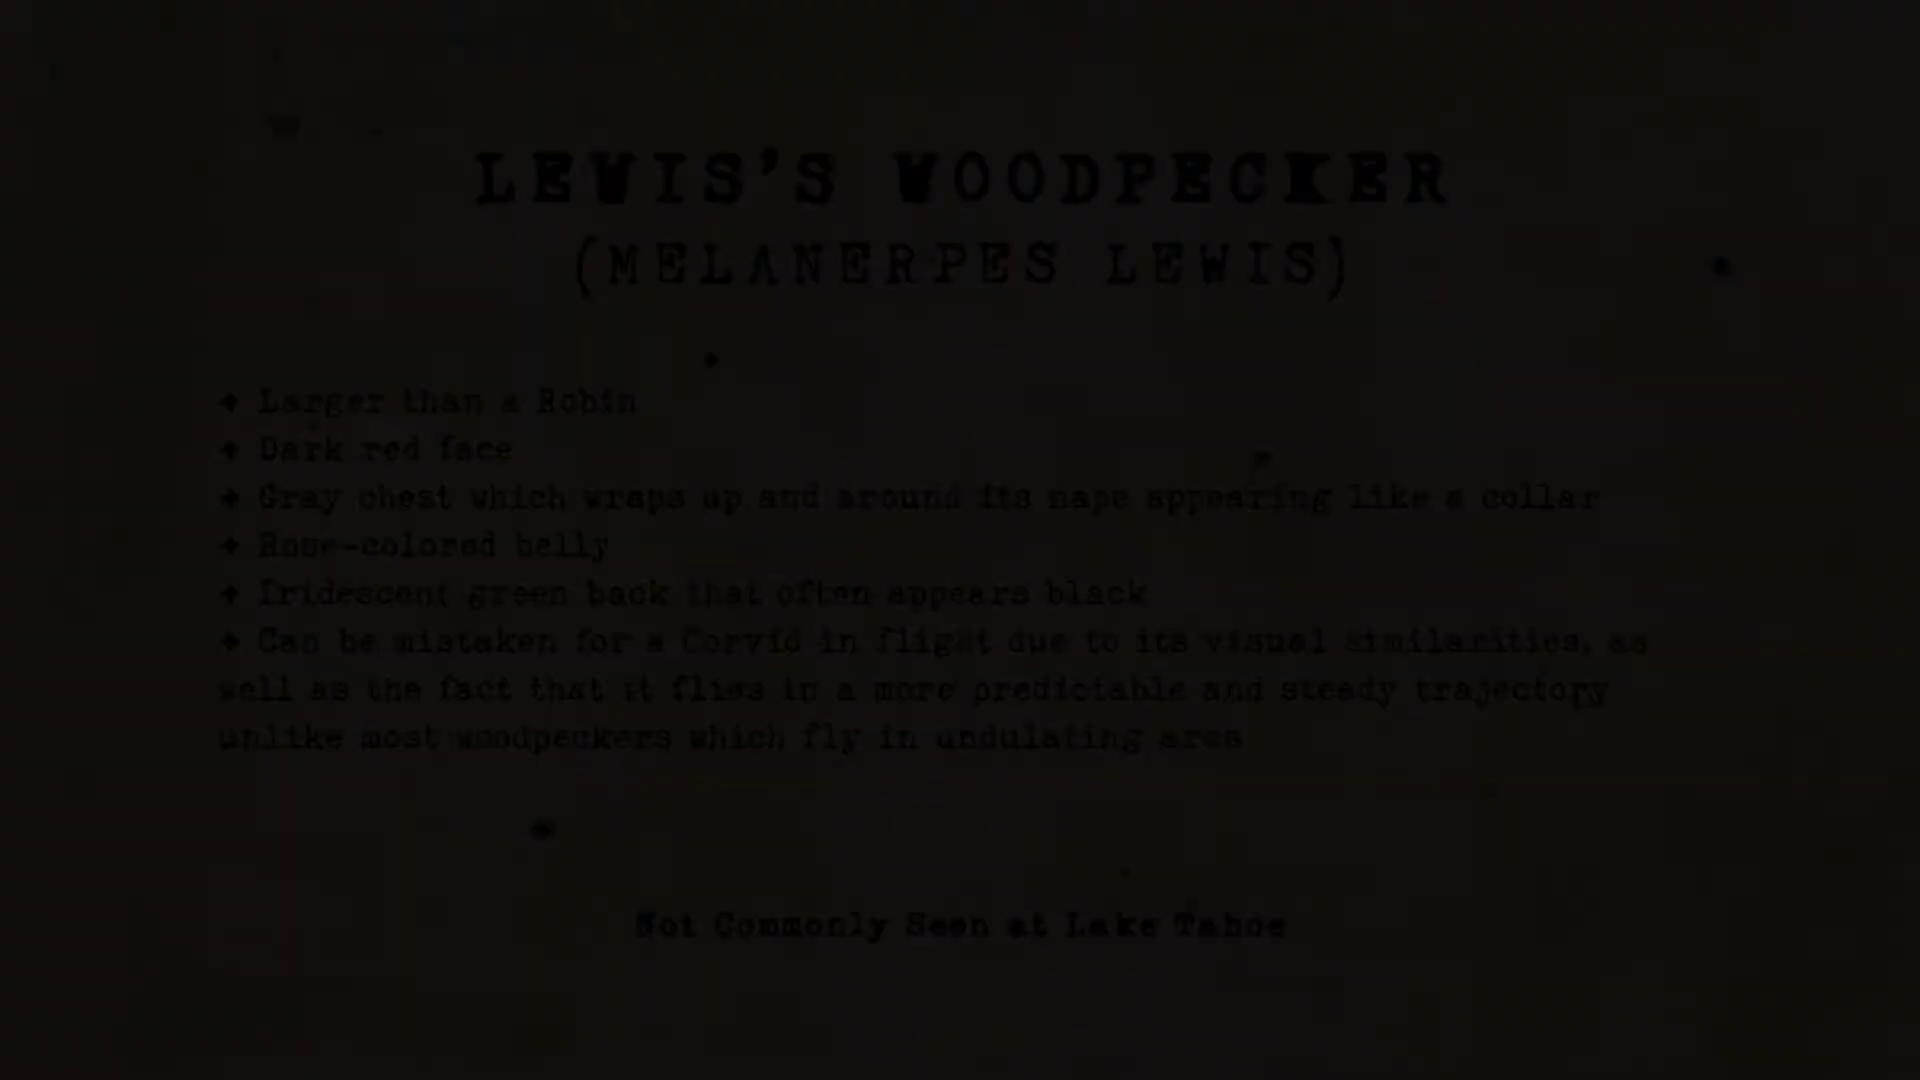 LEWIS'S WOODPECKER
(MELANERPES LEWIS)
+ Larger than a Robin
+ Dark red face
+ Gray chest which wraps up and around its nape appearing like a collar
+ Rose-colored belly
+ Iridescent green back that often appears black
+ Can be mistaken for a Corvid in flight due to its visual similarities, as
well as the fact that it flies in a more predictable and steady trajectory
unlike most woodpeckers which fly in undulating arcs
Not Commonly Seen at Lake Tahoe